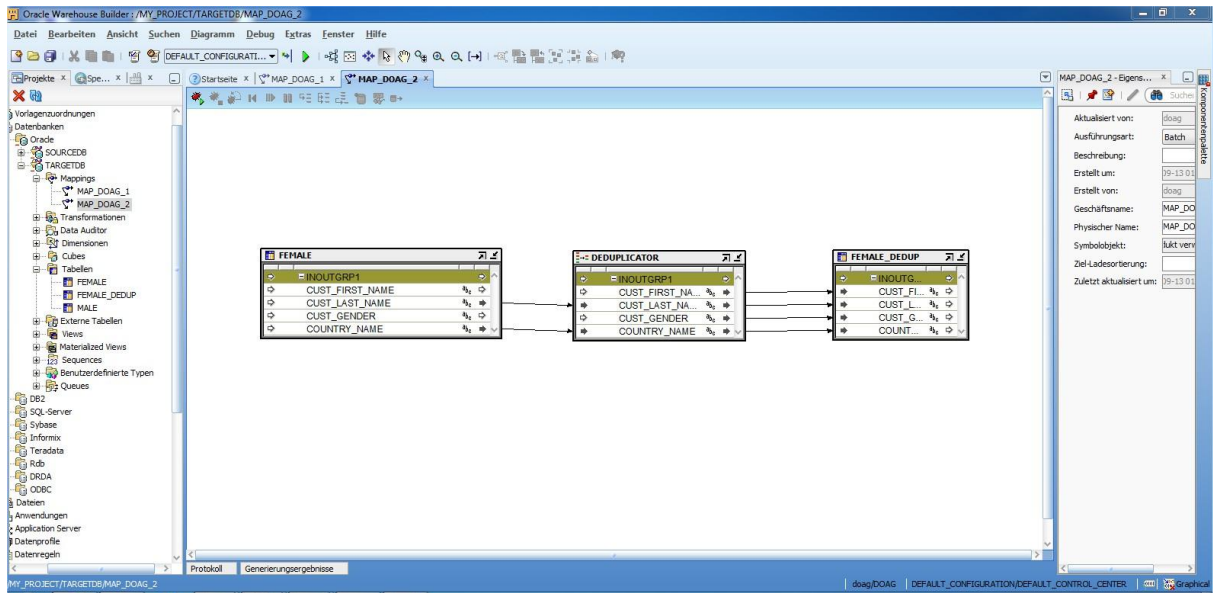 Oracle Warehouse Builder : /MY_PROJECT/TARGETDB/MAP_DOAG_2
Datei Bearbeiten Ansicht Suchen Diagramm Debug Extras Fenster Hilfe
DEFAULT_CONFIGURATI...
Projekte x Spe... x x
Startseite x MAP_DOAG_1 x MAP_DOAG_2 x
MAP_DOAG_2 - Eigens... x
Suche
Komponentenpalette
Vorlagenzuordnungen
Datenbanken
Oracle
SOURCEDB
TARGETDB
Mappings
MAP_DOAG_1
MAP_DOAG_2
Transformationen
Data Auditor
Dimensionen
Cubes
Tabellen
FEMALE
FEMALE_DEDUP
MALE
Externe Tabellen
Views
Materialized Views
Sequences
Benutzerdefinierte Typen
Queues
DB2
SQL-Server
Sybase
Informix
Teradata
Rdb
DRDA
ODBC
Dateien
Anwendungen
Application Server
Datenprofile
Datenregeln
FEMALE
INOUTGRP1
CUST_FIRST_NAME
CUST_LAST_NAME
CUST_GENDER
COUNTRY_NAME
DEDUPLICATOR
INOUTGRP1
CUST_FIRST_NA...
CUST_LAST_NA...
CUST_GENDER
COUNTRY_NAME
FEMALE_DEDUP
INOUTG...
CUST_FI...
CUST_L...
CUST_G...
COUNT...
Aktualisiert von: doag
Ausführungsart: Batch
Beschreibung:
Erstellt um: 09-13 01
Erstellt von: doag
Geschäftsname: MAP_DO
Physischer Name: MAP_DO
Symbolobjekt: dukt verv
Ziel-Ladesortierung:
Zuletzt aktualisiert um: 09-13 01
Protokoll Generierungsergebnisse
/MY_PROJECT/TARGETDB/MAP_DOAG_2
doag/DOAG DEFAULT_CONFIGURATION/DEFAULT_CONTROL_CENTER Graphical